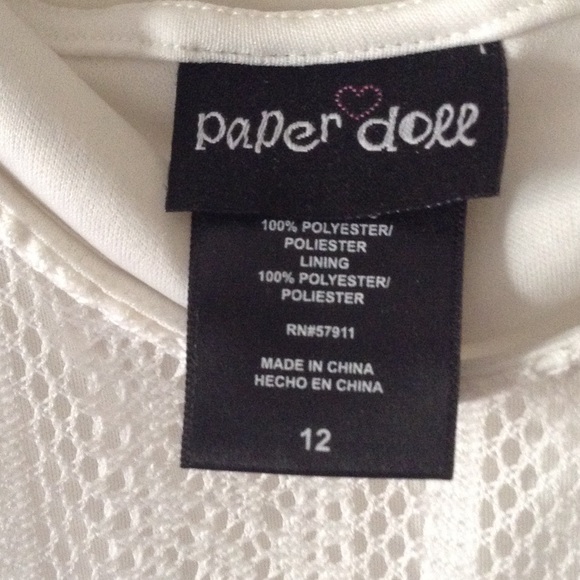 paper doll
100% POLYESTER/
POLIESTER
LINING
100% POLYESTER/
POLIESTER
RN#57911
MADE IN CHINA
HECHO EN CHINA
12